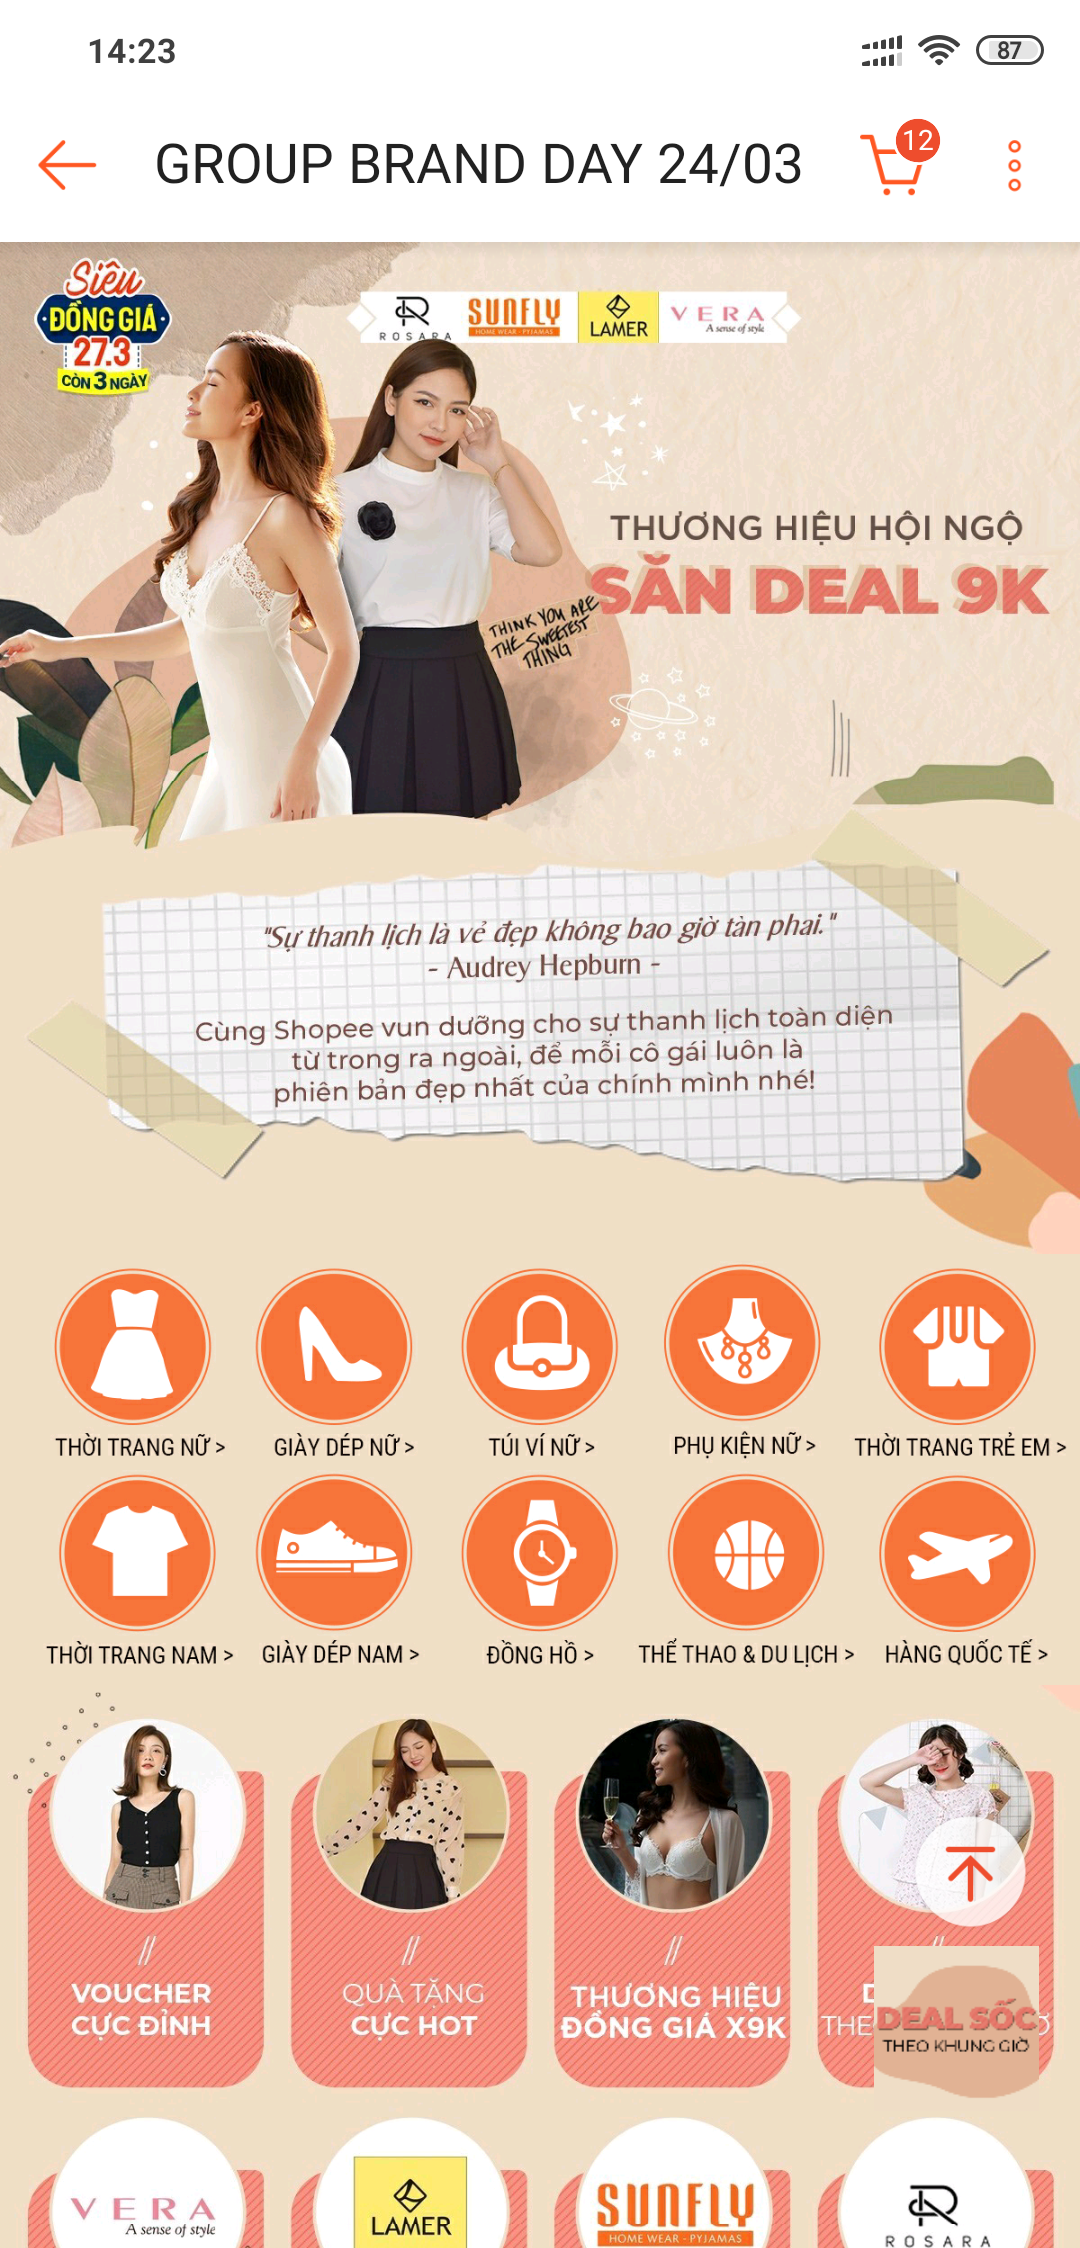 14:23
87
GROUP BRAND DAY 24/03
12
Siêu
ĐỒNG GIÁ
27.3
CÒN 3 NGÀY
ROSARA
SUNFLY
HOME WEAR - PYJAMAS
LAMER
VERA
A sense of style
THƯƠNG HIỆU HỘI NGỘ
SĂN DEAL 9K
THINK YOU ARE
THE SWEETEST
THING
"Sự thanh lịch là vẻ đẹp không bao giờ tàn phai."
- Audrey Hepburn -
Cùng Shopee vun dưỡng cho sự thanh lịch toàn diện
từ trong ra ngoài, để mỗi cô gái luôn là
phiên bản đẹp nhất của chính mình nhé!
THỜI TRANG NỮ >
GIÀY DÉP NỮ >
TÚI VÍ NỮ >
PHỤ KIỆN NỮ >
THỜI TRANG TRẺ EM >
THỜI TRANG NAM >
GIÀY DÉP NAM >
ĐỒNG HỒ >
THỂ THAO & DU LỊCH >
HÀNG QUỐC TẾ >
VOUCHER
CỰC ĐỈNH
QUÀ TẶNG
CỰC HOT
THƯƠNG HIỆU
ĐỒNG GIÁ X9K
DEAL SỐC
THEO KHUNG GIỜ
VERA
A sense of style
LAMER
SUNFLY
HOME WEAR - PYJAMAS
ROSARA